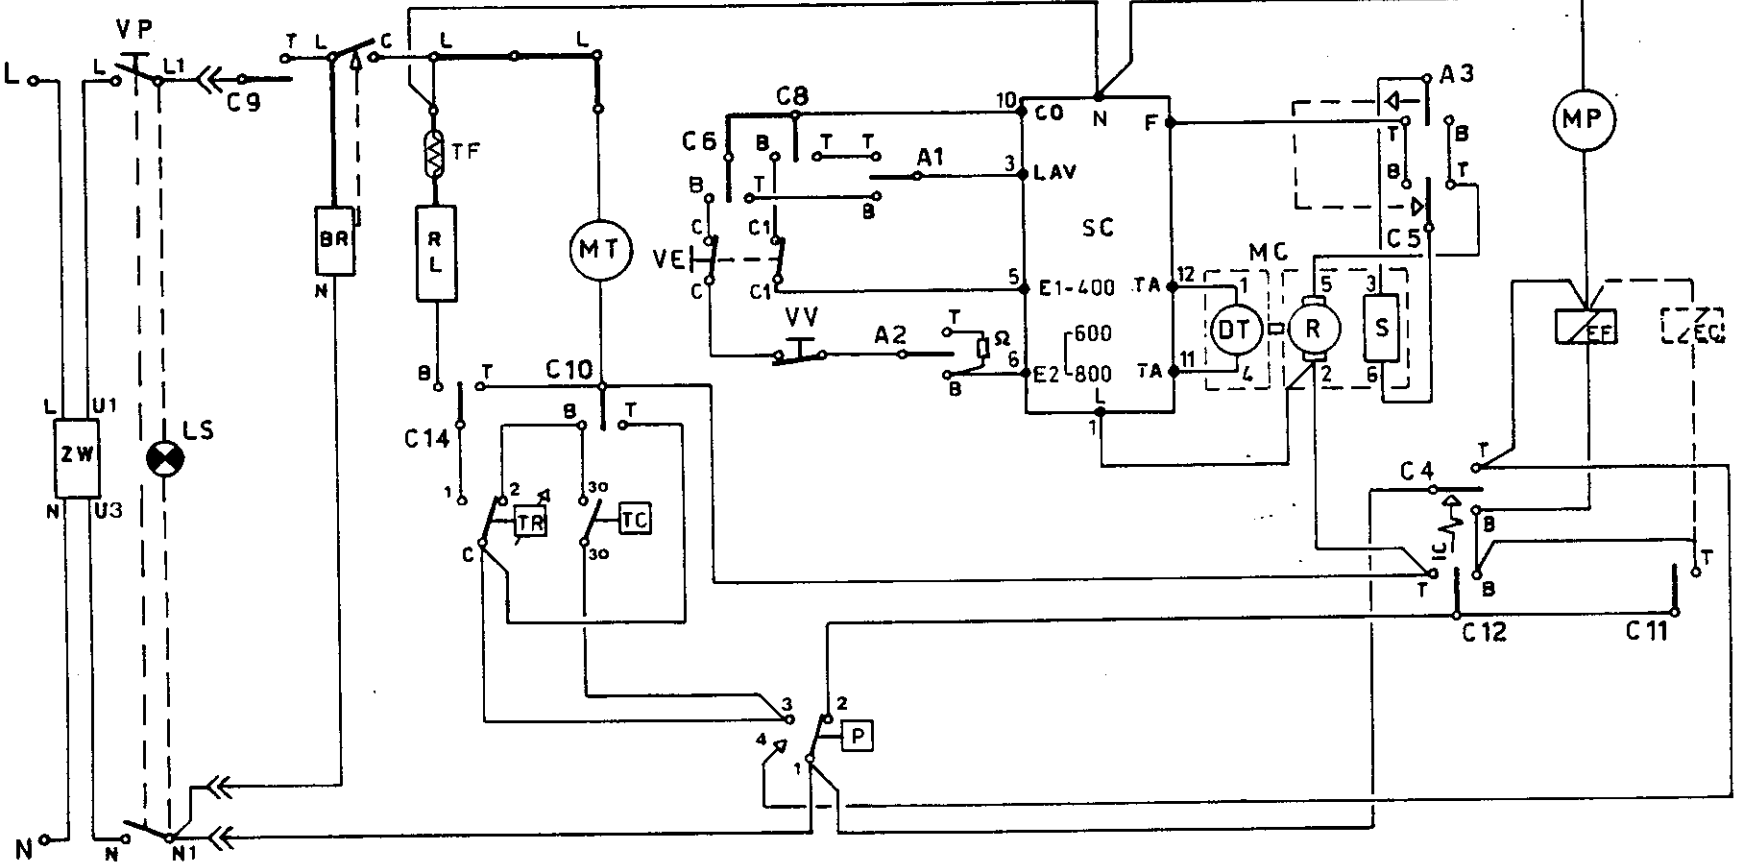 VP
T L C L L
L L L1
C9
A3
MP
C8
10 CO N F
T B
C6 B T T A1 3 LAV
TF
B T
B T
B
SC
BR R L MT
C C1
VE
C5
MC
N
C C1
5 E1-400 TA 12 1 5 3
600
DT R S
EF EC
VV
T
A2
Ω
6 E2 800 TA 11 4 2 6
B
L
1
B T C10
L U1
C14
B T
LS
ZW
T
C4
1 2 30
N U3
TR TC
B
IC
C 30
T B T
C12 C11
3 2
4 P
1
N N N1